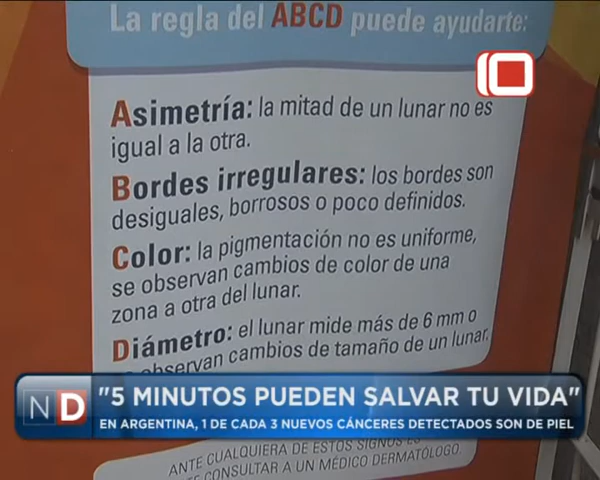 La regla del ABCD puede ayudarte:
Asimetría: la mitad de un lunar no es
igual a la otra.
Bordes irregulares: los bordes son
desiguales, borrosos o poco definidos.
Color: la pigmentación no es uniforme,
se observan cambios de color de una
zona a otra del lunar.
Diámetro: el lunar mide más de 6 mm o
observan cambios de tamaño de un lunar.
ND
"5 MINUTOS PUEDEN SALVAR TU VIDA"
EN ARGENTINA, 1 DE CADA 3 NUEVOS CÁNCERES DETECTADOS SON DE PIEL
ANTE CUALQUIERA DE ESTOS SIGNOS
CONSULTAR A UN MÉDICO DERMATÓLOGO.